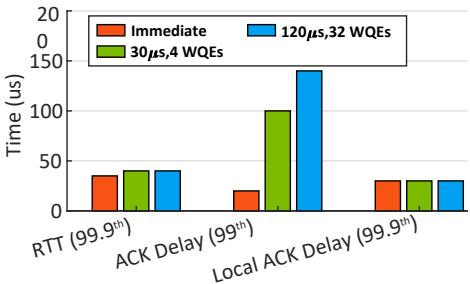 20
0
150
100
50
0
Time (us)
Immediate
30μs,4 WQEs
120μs,32 WQEs
RTT (99.9th)
ACK Delay (99th)
Local ACK Delay (99.9th)